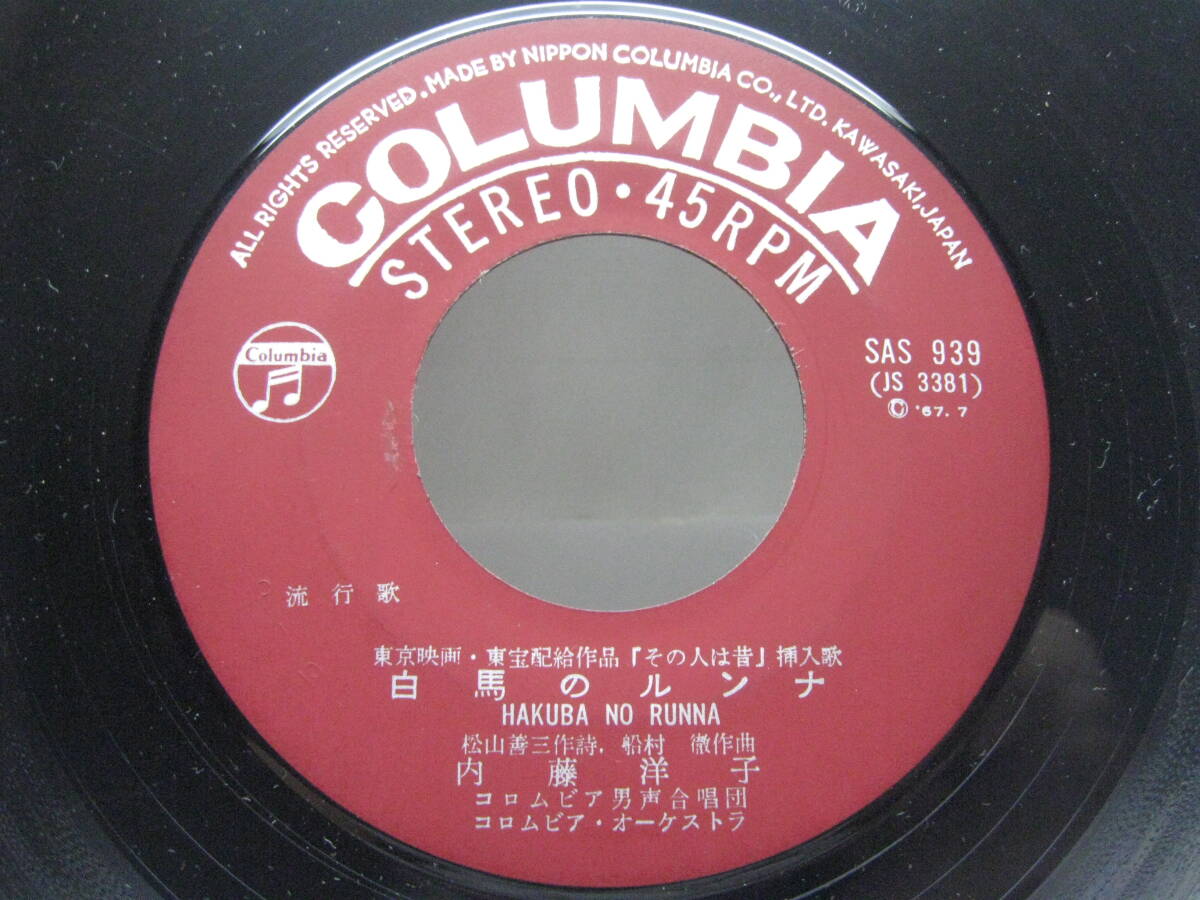 ALL RIGHTS RESERVED. MADE BY NIPPON COLUMBIA CO., LTD. KAWASAKI, JAPAN
COLUMBIA
STEREO・45RPM
Columbia
SAS 939
(JS 3381)
Ⓒ '67. 7
流行歌
東京映画・東宝配給作品『その人は昔』挿入歌
白馬のルンナ
HAKUBA NO RUNNA
松山善三作詩, 船村 徹作曲
内藤洋子
コロムビア男声合唱団
コロムビア・オーケストラ